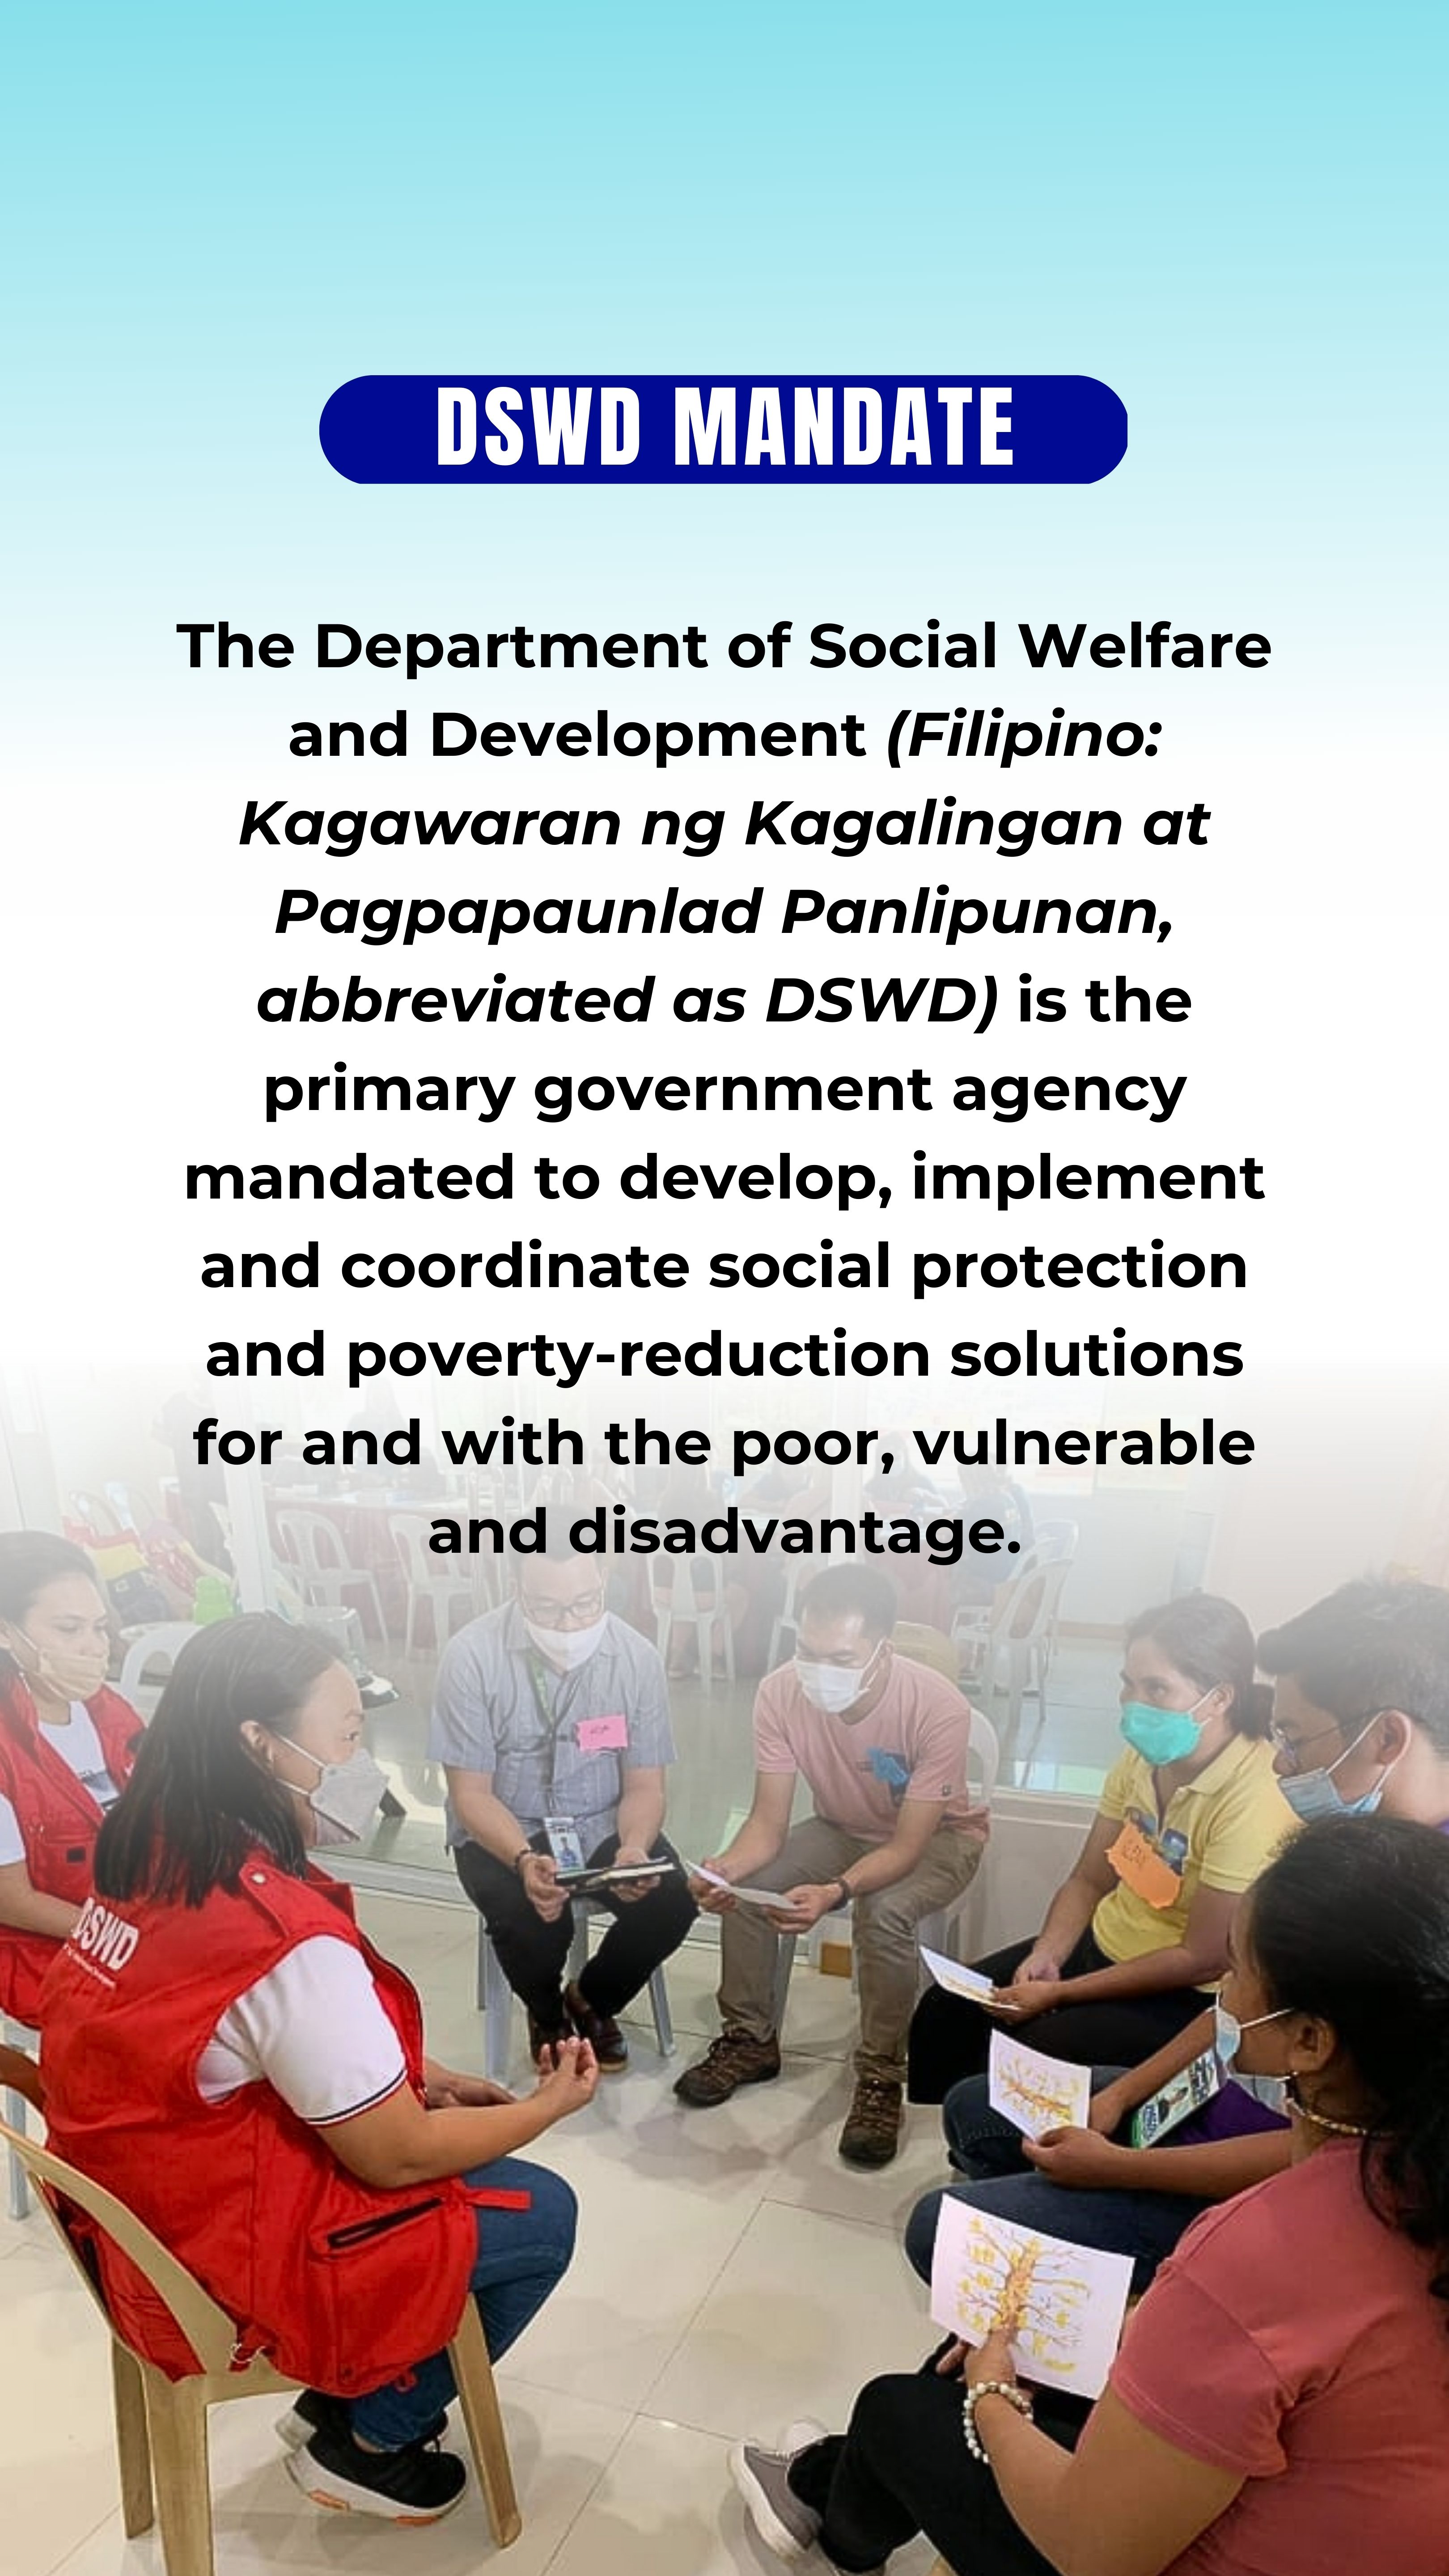 DSWD MANDATE
The Department of Social Welfare
and Development (Filipino:
Kagawaran ng Kagalingan at
Pagpapaunlad Panlipunan,
abbreviated as DSWD) is the
primary government agency
mandated to develop, implement
and coordinate social protection
and poverty-reduction solutions
for and with the poor, vulnerable
and disadvantage.
DSWD